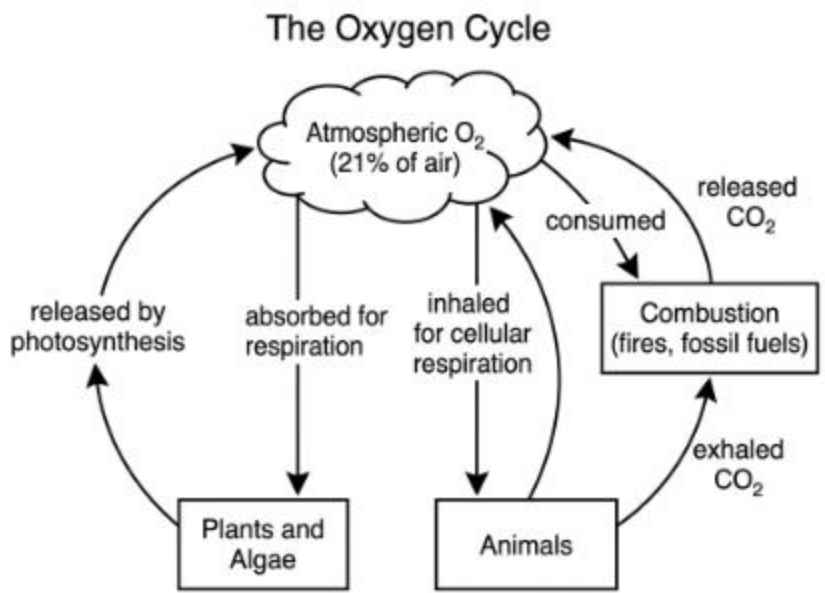 The Oxygen Cycle
Atmospheric O₂
(21% of air)
released
CO₂
consumed
released by
photosynthesis
absorbed for
respiration
inhaled
for cellular
respiration
Combustion
(fires, fossil fuels)
exhaled
CO₂
Plants and
Algae
Animals